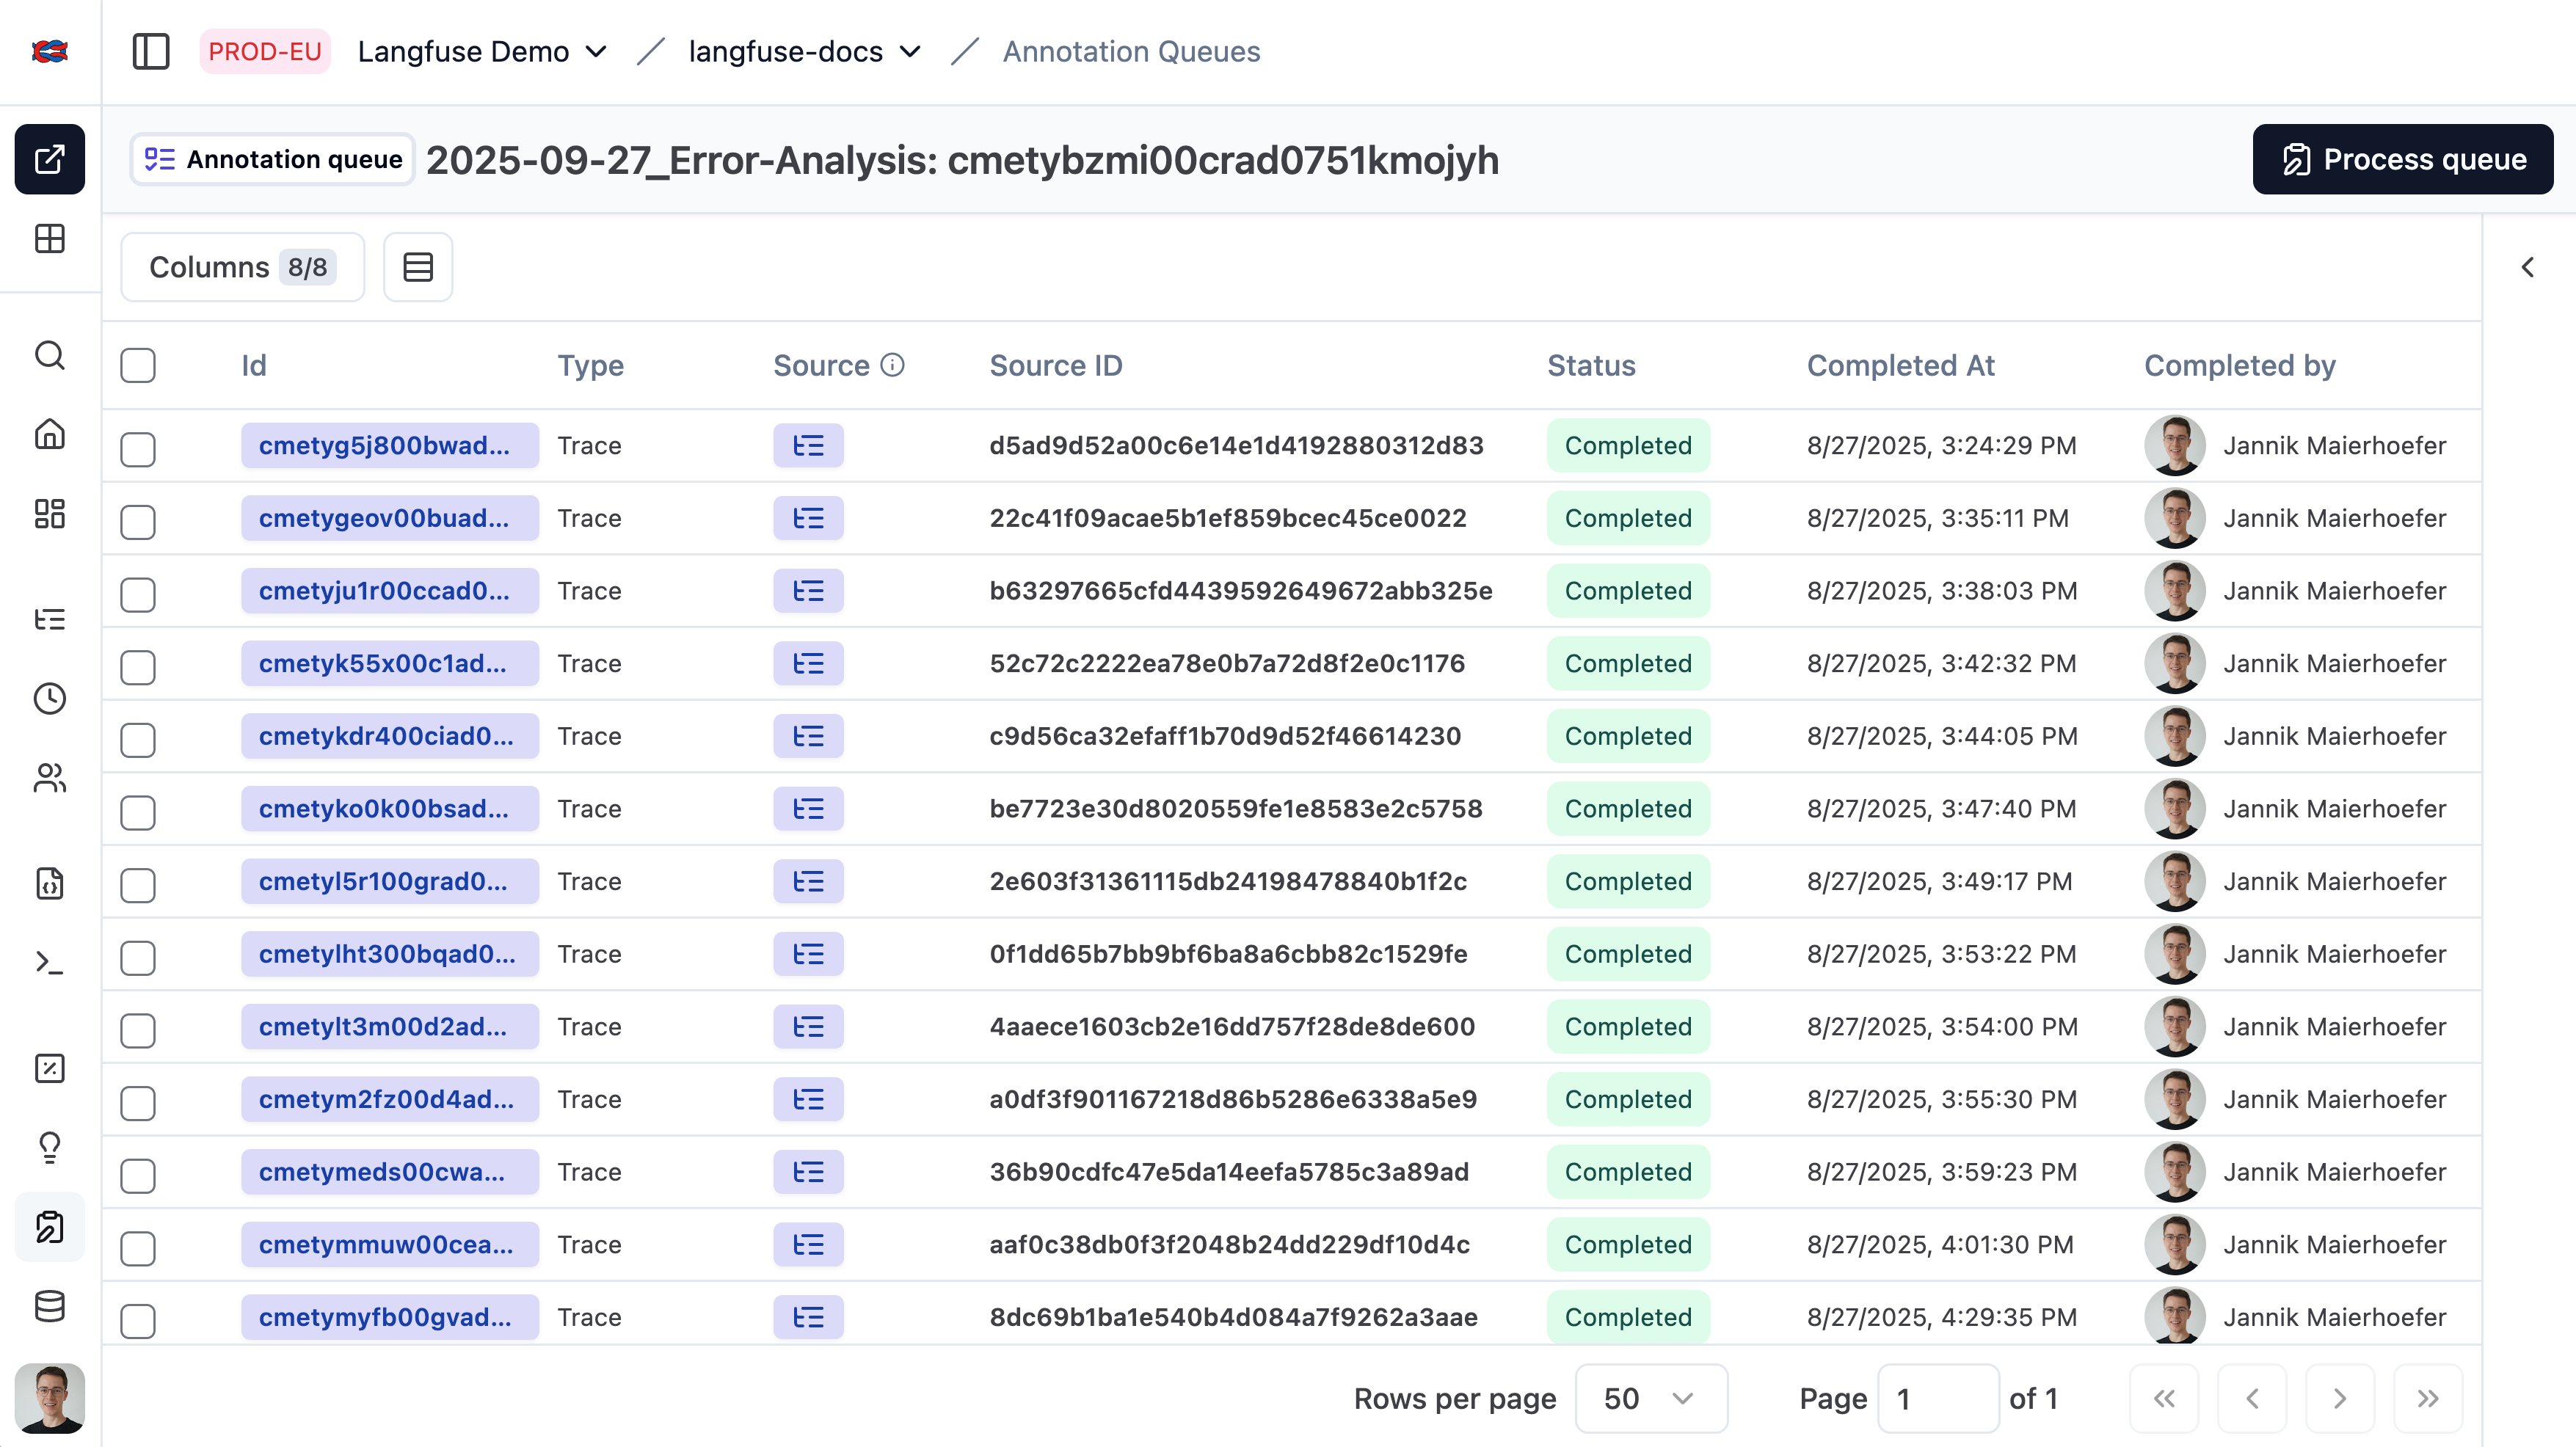 PROD-EU Langfuse Demo / langfuse-docs / Annotation Queues
Annotation queue 2025-09-27_Error-Analysis: cmetybzmi00crad0751kmojyh Process queue
Columns 8/8
Id Type Source Source ID Status Completed At Completed by
cmetyg5j800bwad... Trace d5ad9d52a00c6e14e1d4192880312d83 Completed 8/27/2025, 3:24:29 PM Jannik Maierhoefer
cmetygeov00buad... Trace 22c41f09acae5b1ef859bcec45ce0022 Completed 8/27/2025, 3:35:11 PM Jannik Maierhoefer
cmetyju1r00ccad0... Trace b63297665cfd4439592649672abb325e Completed 8/27/2025, 3:38:03 PM Jannik Maierhoefer
cmetyk55x00c1ad... Trace 52c72c2222ea78e0b7a72d8f2e0c1176 Completed 8/27/2025, 3:42:32 PM Jannik Maierhoefer
cmetykdr400ciad0... Trace c9d56ca32efaff1b70d9d52f46614230 Completed 8/27/2025, 3:44:05 PM Jannik Maierhoefer
cmetyko0k00bsad... Trace be7723e30d8020559fe1e8583e2c5758 Completed 8/27/2025, 3:47:40 PM Jannik Maierhoefer
cmetyl5r100grad0... Trace 2e603f31361115db24198478840b1f2c Completed 8/27/2025, 3:49:17 PM Jannik Maierhoefer
cmetylht300bqad0... Trace 0f1dd65b7bb9bf6ba8a6cbb82c1529fe Completed 8/27/2025, 3:53:22 PM Jannik Maierhoefer
cmetylt3m00d2ad... Trace 4aaece1603cb2e16dd757f28de8de600 Completed 8/27/2025, 3:54:00 PM Jannik Maierhoefer
cmetym2fz00d4ad... Trace a0df3f901167218d86b5286e6338a5e9 Completed 8/27/2025, 3:55:30 PM Jannik Maierhoefer
cmetymeds00cwa... Trace 36b90cdfc47e5da14eefa5785c3a89ad Completed 8/27/2025, 3:59:23 PM Jannik Maierhoefer
cmetymmuw00cea... Trace aaf0c38db0f3f2048b24dd229df10d4c Completed 8/27/2025, 4:01:30 PM Jannik Maierhoefer
cmetymyfb00gvad... Trace 8dc69b1ba1e540b4d084a7f9262a3aae Completed 8/27/2025, 4:29:35 PM Jannik Maierhoefer
Rows per page 50 Page 1 of 1